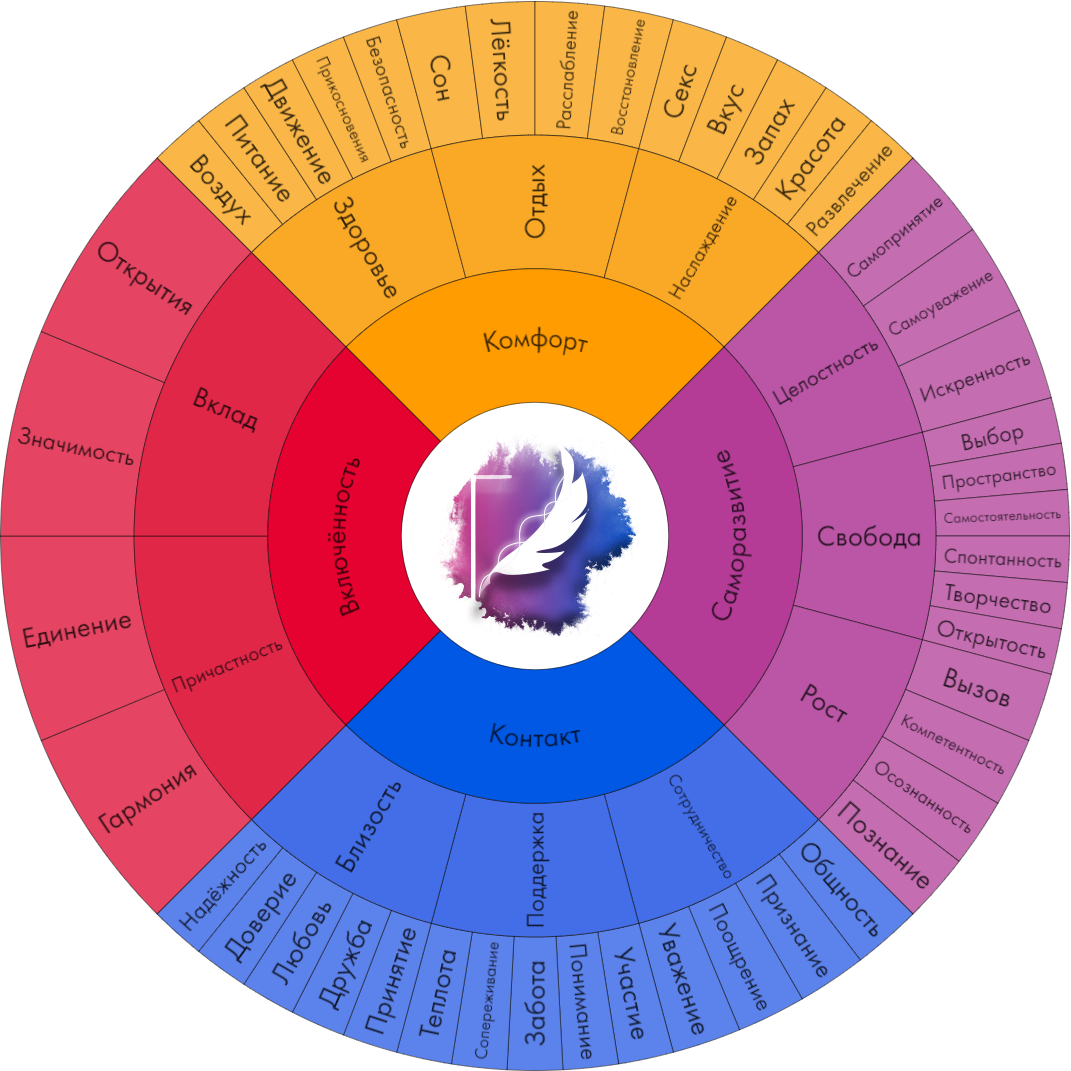 Комфорт
Здоровье
Воздух
Питание
Движение
Прикосновения
Безопасность
Отдых
Сон
Лёгкость
Расслабление
Восстановление
Наслаждение
Секс
Вкус
Запах
Красота
Развлечение
Саморазвитие
Целостность
Самопринятие
Самоуважение
Искренность
Свобода
Выбор
Пространство
Самостоятельность
Спонтанность
Творчество
Открытость
Рост
Вызов
Компетентность
Осознанность
Познание
Контакт
Сотрудничество
Общность
Признание
Поощрение
Уважение
Поддержка
Участие
Понимание
Забота
Сопереживание
Теплота
Близость
Принятие
Дружба
Любовь
Доверие
Надёжность
Включённость
Причастность
Гармония
Единение
Вклад
Значимость
Открытия